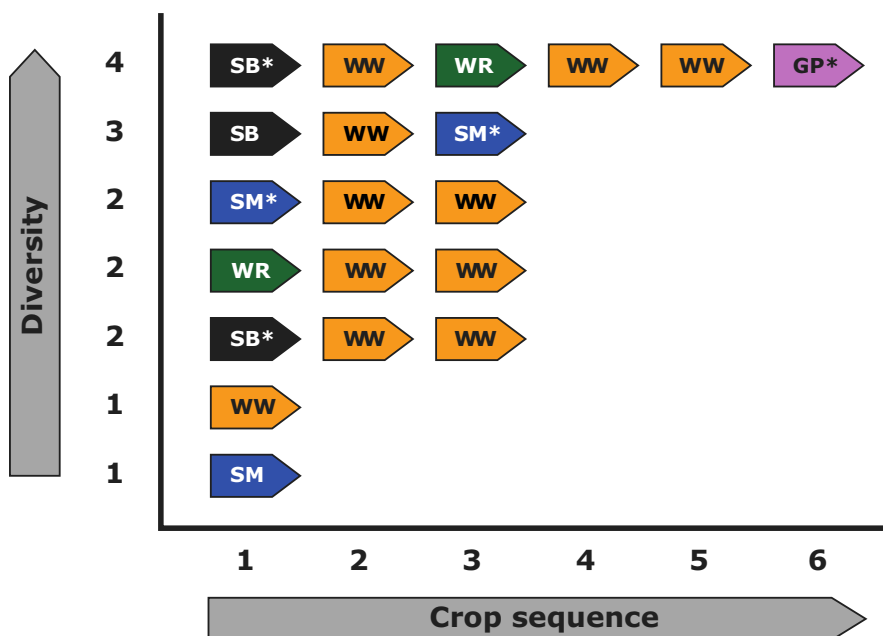 4 SB* WW WR WW WW GP*
3 SB WW SM*
2 SM* WW WW
2 WR WW WW
2 SB* WW WW
1 WW
1 SM
Diversity
1 2 3 4 5 6
Crop sequence